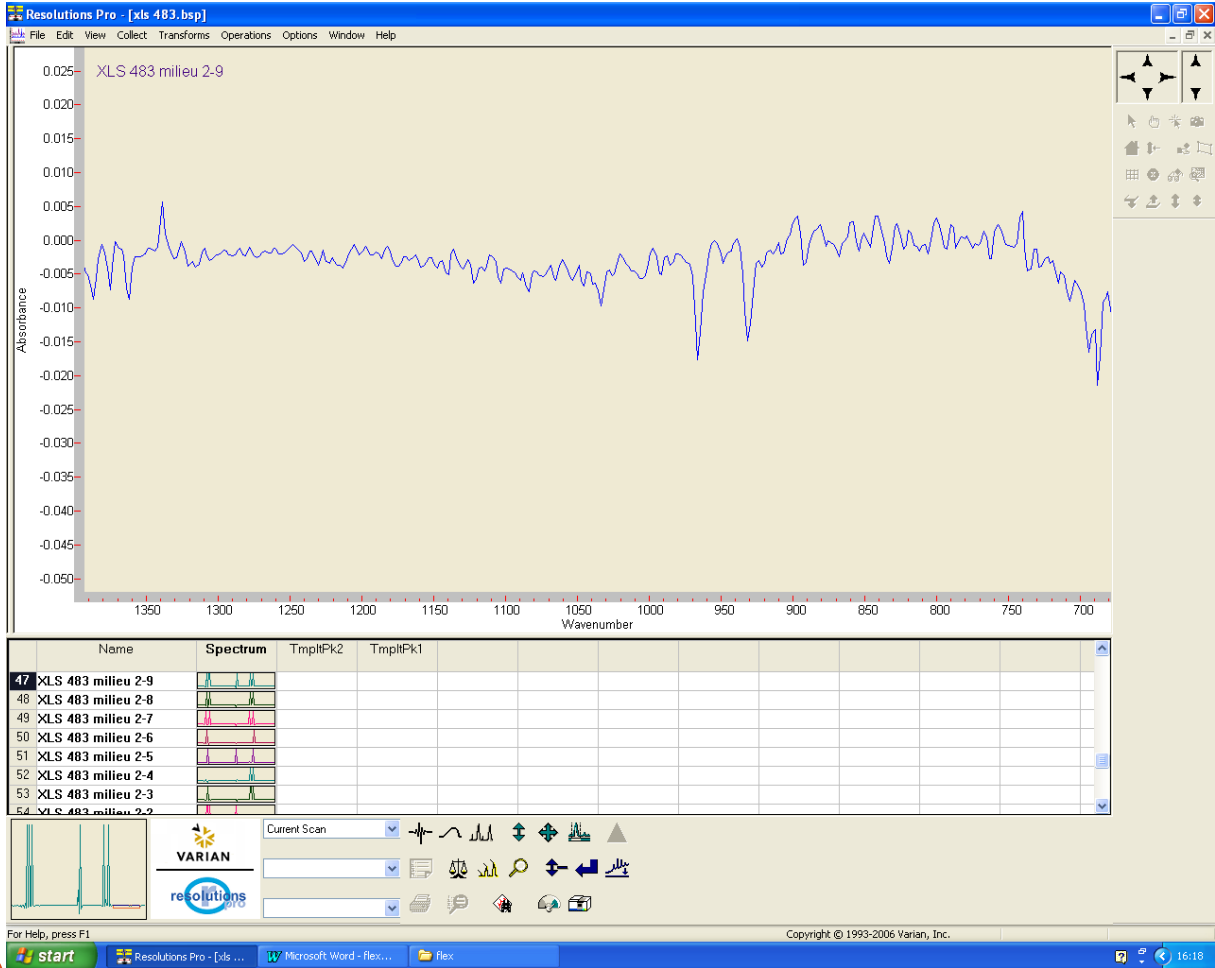 Resolutions Pro - [xls 483.bsp]
File Edit View Collect Transforms Operations Options Window Help
XLS 483 milieu 2-9
0.025
0.020
0.015
0.010
0.005
0.000
-0.005
-0.010
-0.015
-0.020
-0.025
-0.030
-0.035
-0.040
-0.045
-0.050
Absorbance
1350 1300 1250 1200 1150 1100 1050 1000 950 900 850 800 750 700
Wavenumber
Name Spectrum TmpltPk2 TmpltPk1
47 XLS 483 milieu 2-9
48 XLS 483 milieu 2-8
49 XLS 483 milieu 2-7
50 XLS 483 milieu 2-6
51 XLS 483 milieu 2-5
52 XLS 483 milieu 2-4
53 XLS 483 milieu 2-3
54 XLS 483 milieu 2-2
VARIAN
resolutions
pro
Current Scan
For Help, press F1
Copyright © 1993-2006 Varian, Inc.
start
Resolutions Pro - [xls ...
Microsoft Word - flex...
flex
16:18